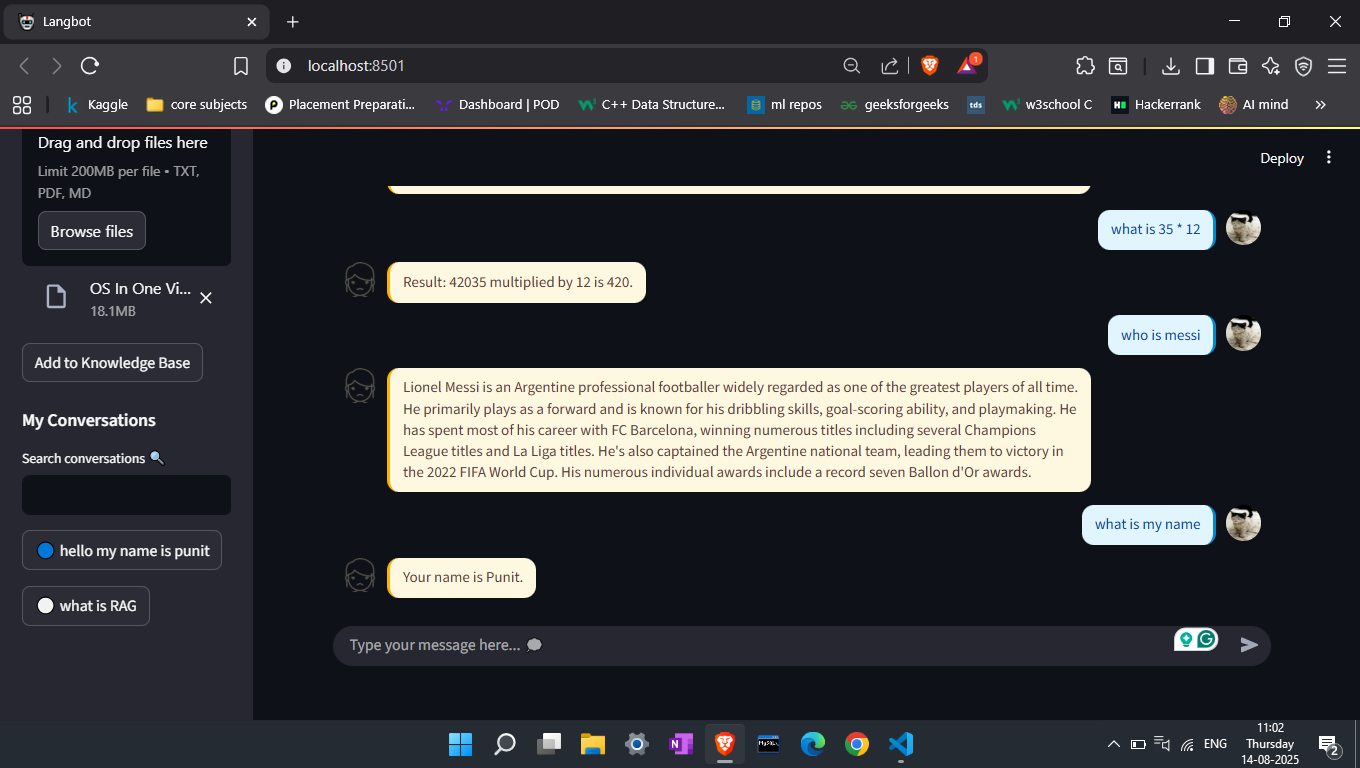 Langbot
localhost:8501
1
Kaggle
core subjects
P
Placement Preparati...
Dashboard | POD
C++ Data Structure...
ml repos
geeksforgeeks
tds
w3school C
Hackerrank
AI mind
»
Drag and drop files here
Limit 200MB per file • TXT,
PDF, MD
Browse files
OS In One Vi...
18.1MB
Add to Knowledge Base
My Conversations
Search conversations
hello my name is punit
what is RAG
Deploy
what is 35 * 12
Result: 42035 multiplied by 12 is 420.
who is messi
Lionel Messi is an Argentine professional footballer widely regarded as one of the greatest players of all time.
He primarily plays as a forward and is known for his dribbling skills, goal-scoring ability, and playmaking. He
has spent most of his career with FC Barcelona, winning numerous titles including several Champions
League titles and La Liga titles. He's also captained the Argentine national team, leading them to victory in
the 2022 FIFA World Cup. His numerous individual awards include a record seven Ballon d'Or awards.
what is my name
Your name is Punit.
Type your message here...
N
MySQL
ENG
11:02
Thursday
14-08-2025
2